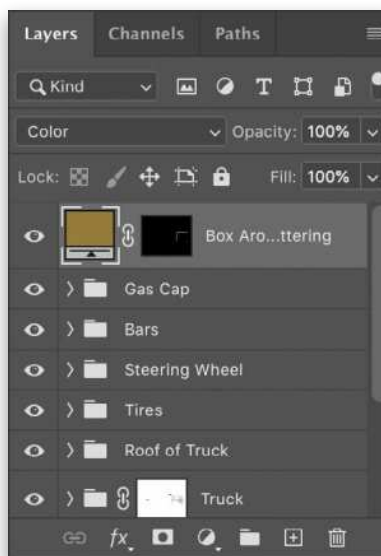 Layers Channels Paths
Kind T
Color Opacity: 100%
Lock: Fill: 100%
Box Aro...ttering
Gas Cap
Bars
Steering Wheel
Tires
Roof of Truck
Truck
fx